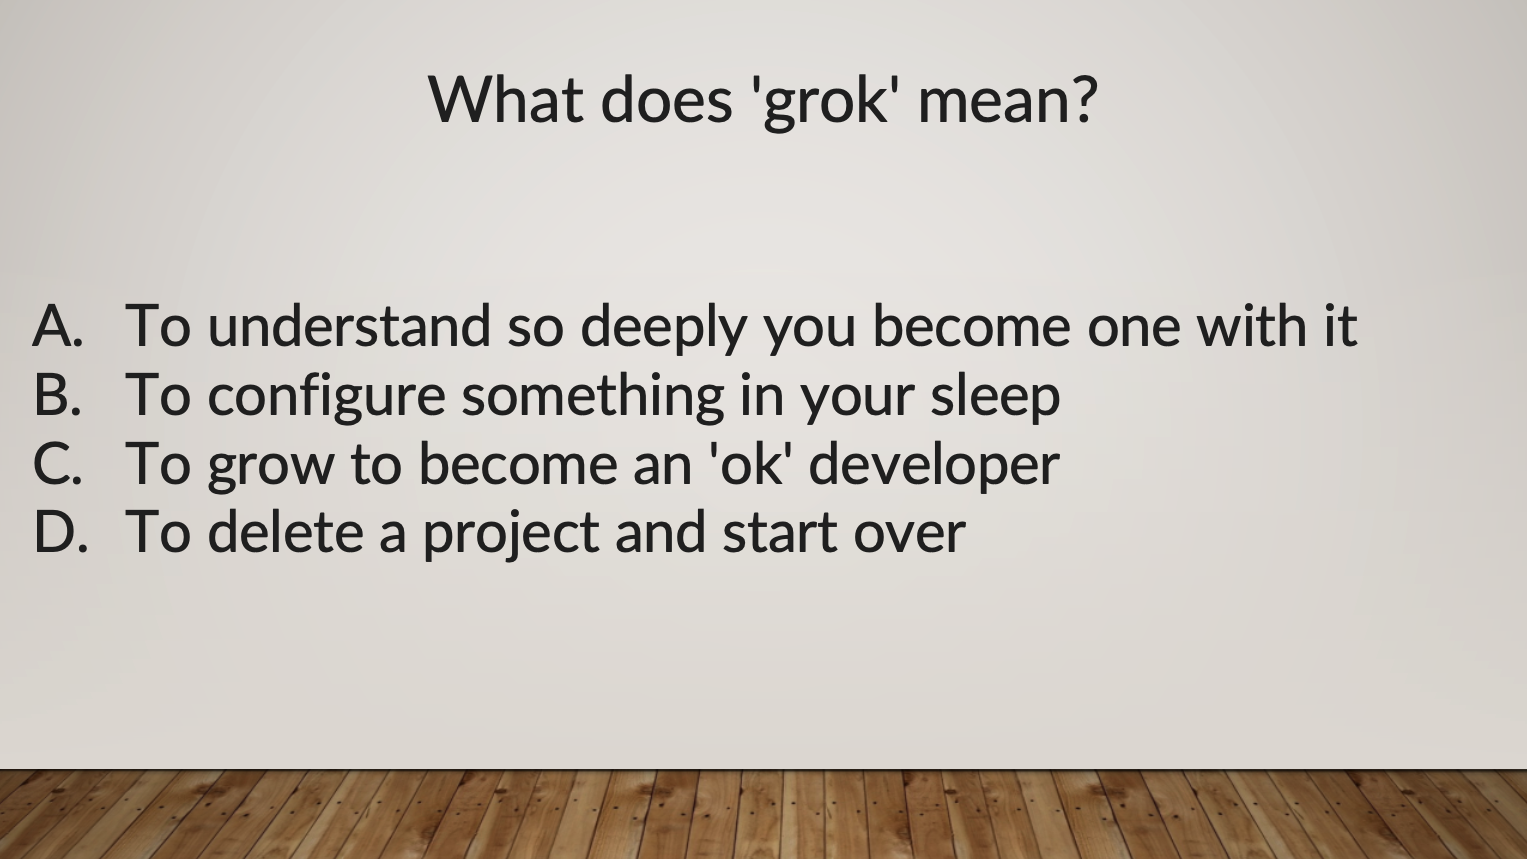 What does 'grok' mean?
A. To understand so deeply you become one with it
B. To configure something in your sleep
C. To grow to become an 'ok' developer
D. To delete a project and start over